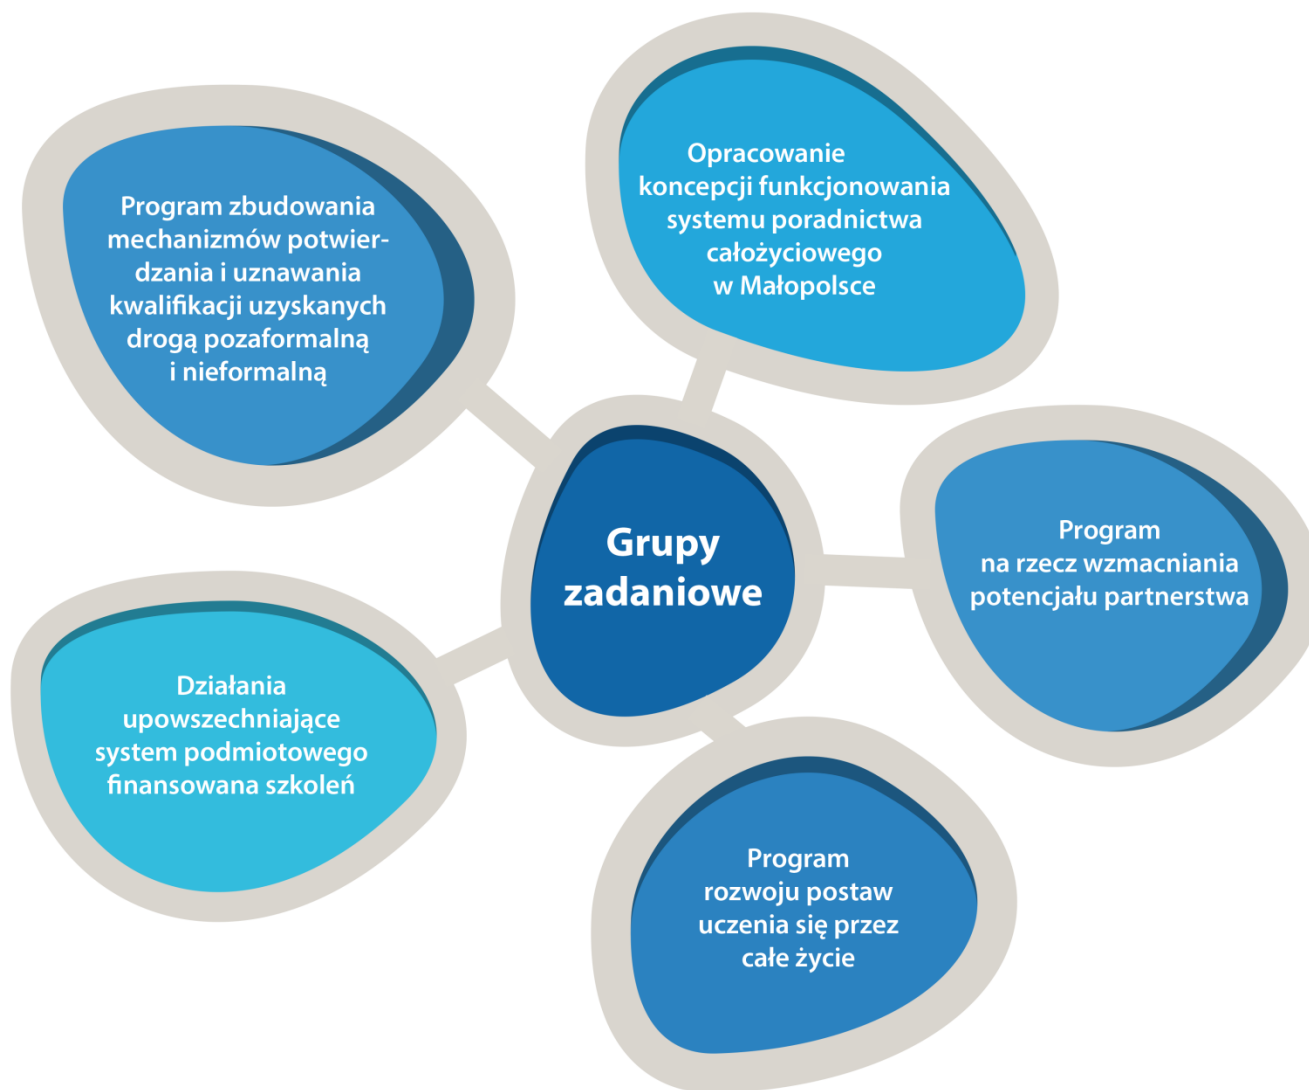 Program zbudowania
mechanizmów potwier-
dzania i uznawania
kwalifikacji uzyskanych
drogą pozaformalną
i nieformalną
Opracowanie
koncepcji funkcjonowania
systemu poradnictwa
całożyciowego
w Małopolsce
Grupy
zadaniowe
Program
na rzecz wzmacniania
potencjału partnerstwa
Działania
upowszechniające
system podmiotowego
finansowana szkoleń
Program
rozwoju postaw
uczenia się przez
całe życie